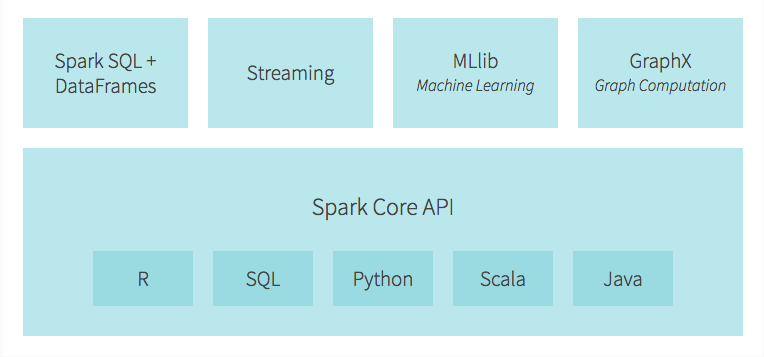 Spark SQL +
DataFrames
Streaming
MLlib
Machine Learning
GraphX
Graph Computation
Spark Core API
R
SQL
Python
Scala
Java